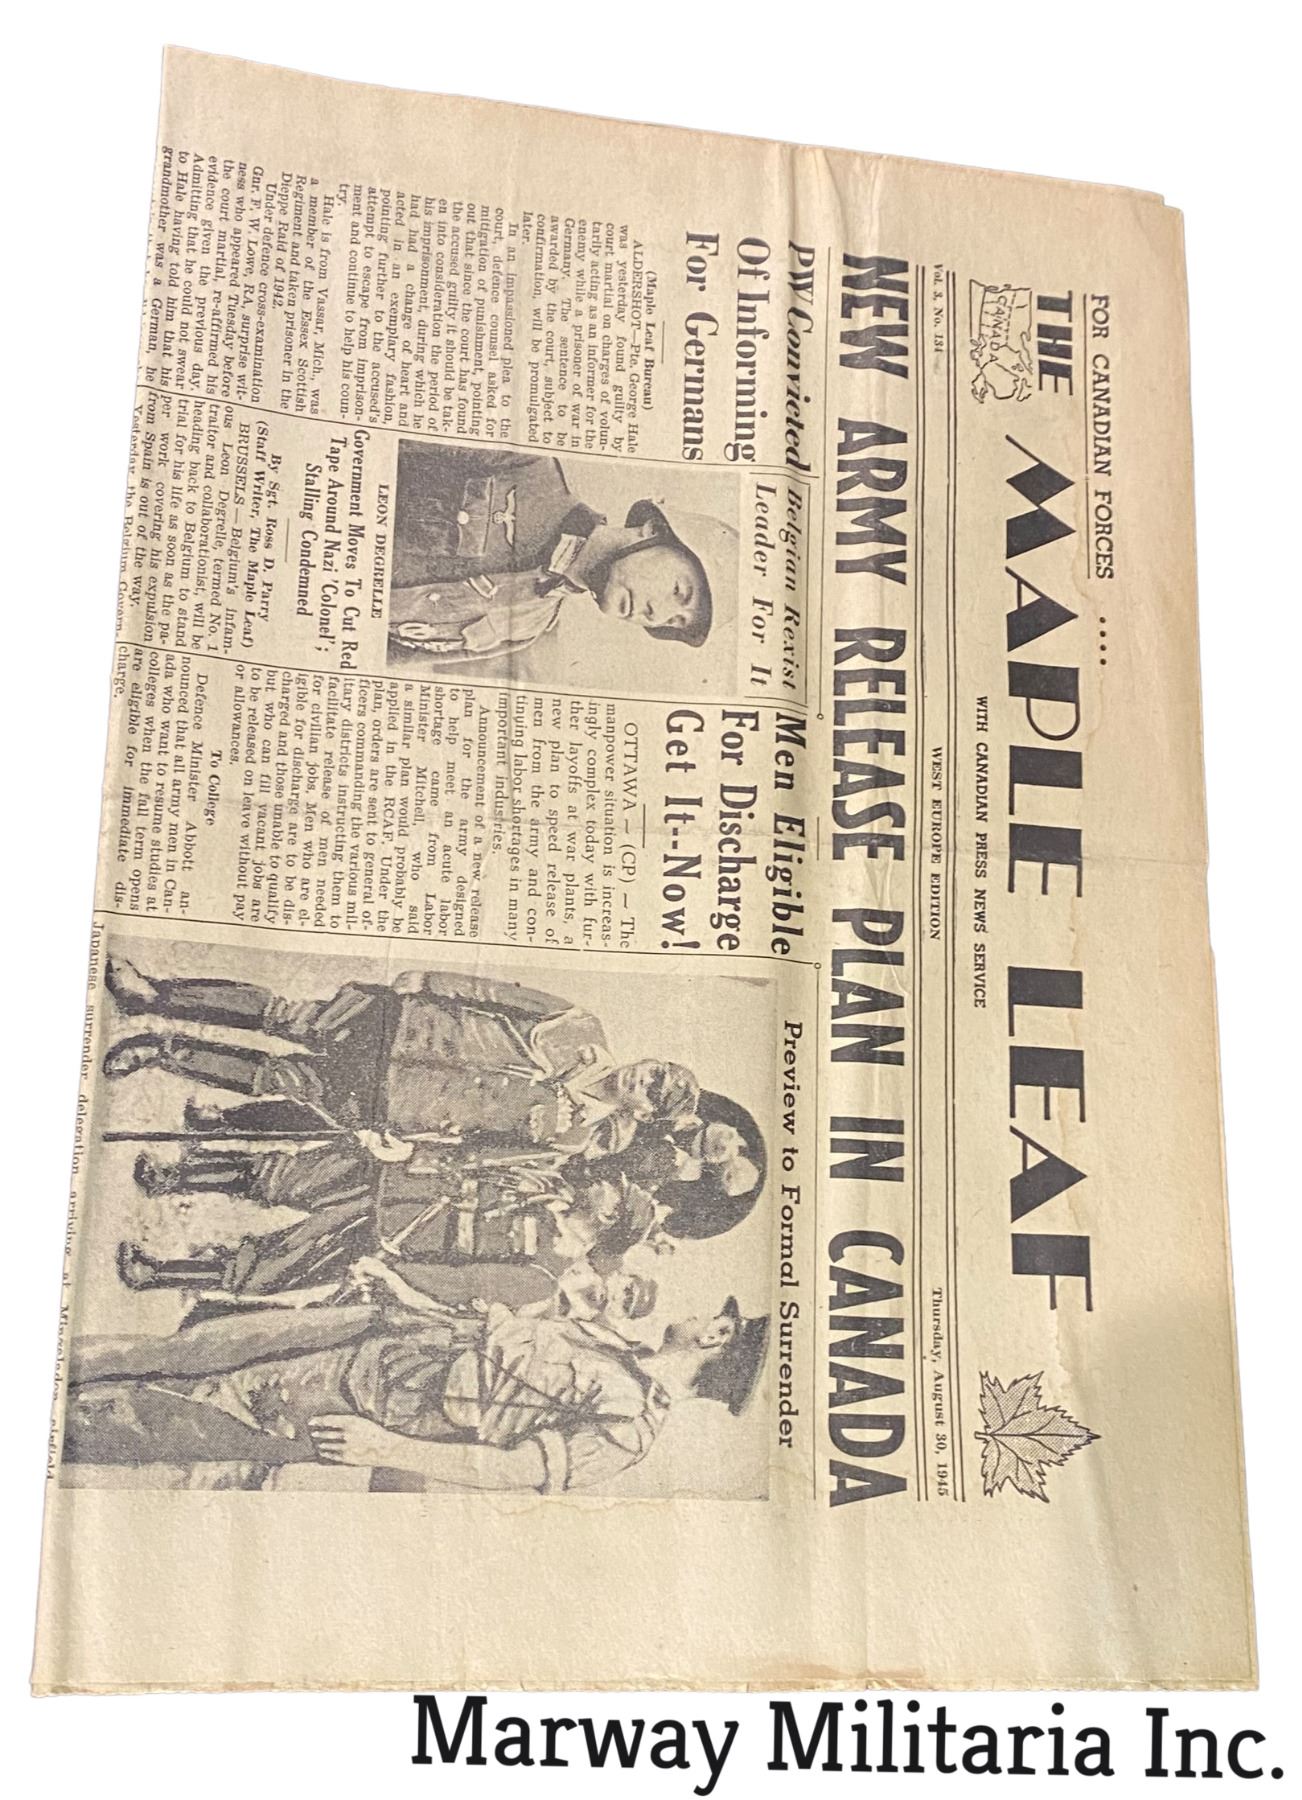 FOR CANADIAN FORCES ....
THE MAPLE LEAF
CANADA
WITH CANADIAN PRESS NEWS SERVICE
Vol. 3, No. 134
WEST EUROPE EDITION
Thursday, August 30, 1945
NEW ARMY RELEASE PLAN IN CANADA
PW Convicted
Of Informing
For Germans
(Maple Leaf Bureau)
ALDERSHOT—Pte. George Hale
was yesterday found guilty by
court martial on charges of volun-
tarily acting as an informer for the
enemy while a prisoner of war in
Germany. The sentence to be
awarded by the court, subject to
confirmation, will be promulgated
later.
In an impassioned plea to the
court, defence counsel asked for
mitigation of punishment, pointing
out that since the court has found
the accused guilty it should be tak-
en into consideration the period of
his imprisonment, during which he
had had a change of heart and
acted in an exemplary fashion,
pointing further to the accused's
attempt to escape from imprison-
ment and continue to help his coun-
try.
Hale is from Vassar, Mich., was
a member of the Essex Scottish
Regiment and taken prisoner in the
Dieppe Raid of 1942.
Under defence cross-examination
Gnr. F. W. Lowe, RA, surprise wit-
ness who appeared Tuesday before
the court martial, re-affirmed his
evidence given the previous day.
Admitting that he could not swear
to Hale having told him that his
grandmother was a German, he
Belgian Rexist
Leader For It
LEON DEGRELLE
Government Moves To Cut Red
Tape Around Nazi 'Colonel';
Stalling Condemned
By Sgt. Ross D. Parry
(Staff Writer, The Maple Leaf)
BRUSSELS—Belgium's infam-
ous Leon Degrelle, termed No. 1
traitor and collaborationist, will be
heading back to Belgium to stand
trial for his life as soon as the pa-
per work covering his expulsion
from Spain is out of the way.
Yesterday the Belgium Govern-
Men Eligible
For Discharge
Get It--Now!
OTTAWA — (CP) — The
manpower situation is increas-
ingly complex today with fur-
ther layoffs at war plants, a
new plan to speed release of
men from the army and con-
tinuing labor shortages in many
important industries.
Announcement of a new release
plan for the army designed
to help meet an acute labor
shortage came from Labor
Minister Mitchell, who said
a similar plan would probably be
applied in the RCAF. Under the
plan, orders are sent to general of-
ficers commanding the various mil-
itary districts instructing them to
facilitate release of men needed
for civilian jobs. Men who are el-
igible for discharge are to be dis-
charged and those unable to qualify
but who can fill vacant jobs are
to be released on leave without pay
or allowances.
To College
Defence Minister Abbott an-
nounced that all army men in Can-
ada who want to resume studies at
colleges when the fall term opens
are eligible for immediate dis-
charge.
Preview to Formal Surrender
Japanese surrender delegation arriving at Mingaladon airfield
Marway Militaria Inc.